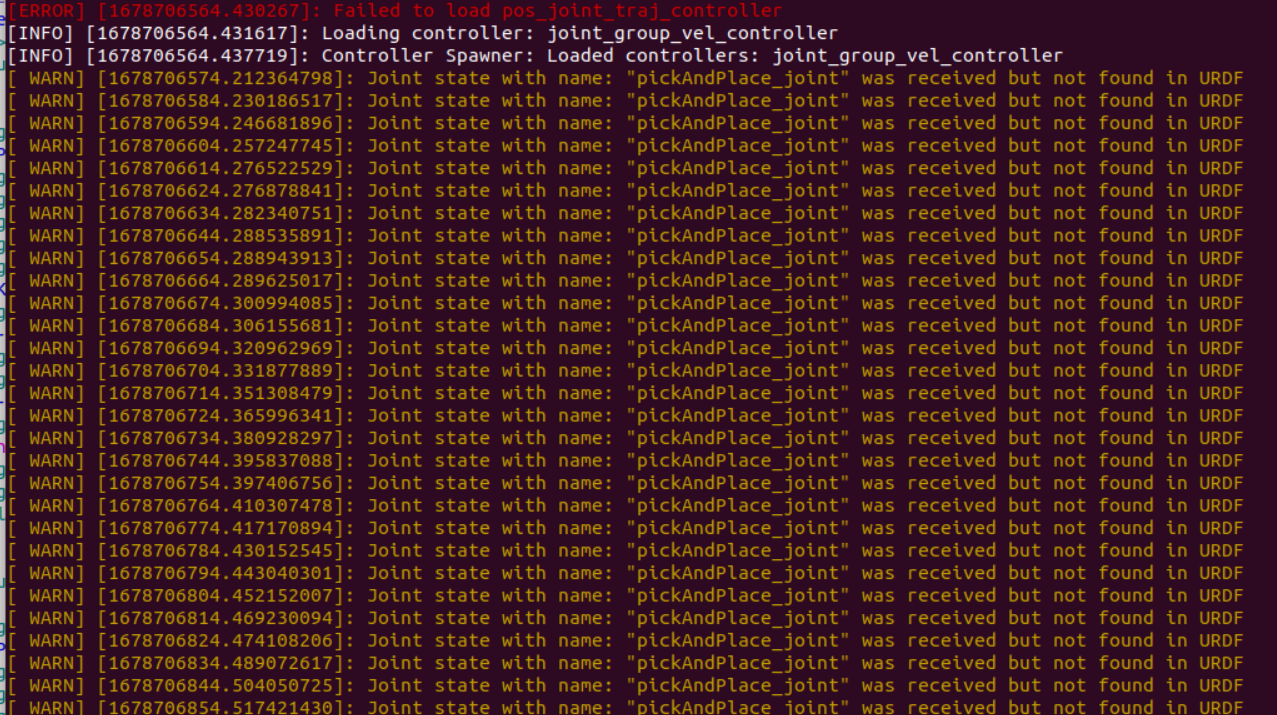 [ERROR] [1678706564.430267]: Failed to load pos_joint_traj_controller
[INFO] [1678706564.431617]: Loading controller: joint_group_vel_controller
[INFO] [1678706564.437719]: Controller Spawner: Loaded controllers: joint_group_vel_controller
[ WARN] [1678706574.212364798]: Joint state with name: "pickAndPlace_joint" was received but not found in URDF
[ WARN] [1678706584.230186517]: Joint state with name: "pickAndPlace_joint" was received but not found in URDF
[ WARN] [1678706594.246681896]: Joint state with name: "pickAndPlace_joint" was received but not found in URDF
[ WARN] [1678706604.257247745]: Joint state with name: "pickAndPlace_joint" was received but not found in URDF
[ WARN] [1678706614.276522529]: Joint state with name: "pickAndPlace_joint" was received but not found in URDF
[ WARN] [1678706624.276878841]: Joint state with name: "pickAndPlace_joint" was received but not found in URDF
[ WARN] [1678706634.282340751]: Joint state with name: "pickAndPlace_joint" was received but not found in URDF
[ WARN] [1678706644.288535891]: Joint state with name: "pickAndPlace_joint" was received but not found in URDF
[ WARN] [1678706654.288943913]: Joint state with name: "pickAndPlace_joint" was received but not found in URDF
[ WARN] [1678706664.289625017]: Joint state with name: "pickAndPlace_joint" was received but not found in URDF
[ WARN] [1678706674.300994085]: Joint state with name: "pickAndPlace_joint" was received but not found in URDF
[ WARN] [1678706684.306155681]: Joint state with name: "pickAndPlace_joint" was received but not found in URDF
[ WARN] [1678706694.320962969]: Joint state with name: "pickAndPlace_joint" was received but not found in URDF
[ WARN] [1678706704.331877889]: Joint state with name: "pickAndPlace_joint" was received but not found in URDF
[ WARN] [1678706714.351308479]: Joint state with name: "pickAndPlace_joint" was received but not found in URDF
[ WARN] [1678706724.365996341]: Joint state with name: "pickAndPlace_joint" was received but not found in URDF
[ WARN] [1678706734.380928297]: Joint state with name: "pickAndPlace_joint" was received but not found in URDF
[ WARN] [1678706744.395837088]: Joint state with name: "pickAndPlace_joint" was received but not found in URDF
[ WARN] [1678706754.397406756]: Joint state with name: "pickAndPlace_joint" was received but not found in URDF
[ WARN] [1678706764.410307478]: Joint state with name: "pickAndPlace_joint" was received but not found in URDF
[ WARN] [1678706774.417170894]: Joint state with name: "pickAndPlace_joint" was received but not found in URDF
[ WARN] [1678706784.430152545]: Joint state with name: "pickAndPlace_joint" was received but not found in URDF
[ WARN] [1678706794.443040301]: Joint state with name: "pickAndPlace_joint" was received but not found in URDF
[ WARN] [1678706804.452152007]: Joint state with name: "pickAndPlace_joint" was received but not found in URDF
[ WARN] [1678706814.469230094]: Joint state with name: "pickAndPlace_joint" was received but not found in URDF
[ WARN] [1678706824.474108206]: Joint state with name: "pickAndPlace_joint" was received but not found in URDF
[ WARN] [1678706834.489072617]: Joint state with name: "pickAndPlace_joint" was received but not found in URDF
[ WARN] [1678706844.504050725]: Joint state with name: "pickAndPlace_joint" was received but not found in URDF
[ WARN] [1678706854.517421430]: Joint state with name: "pickAndPlace_joint" was received but not found in URDF